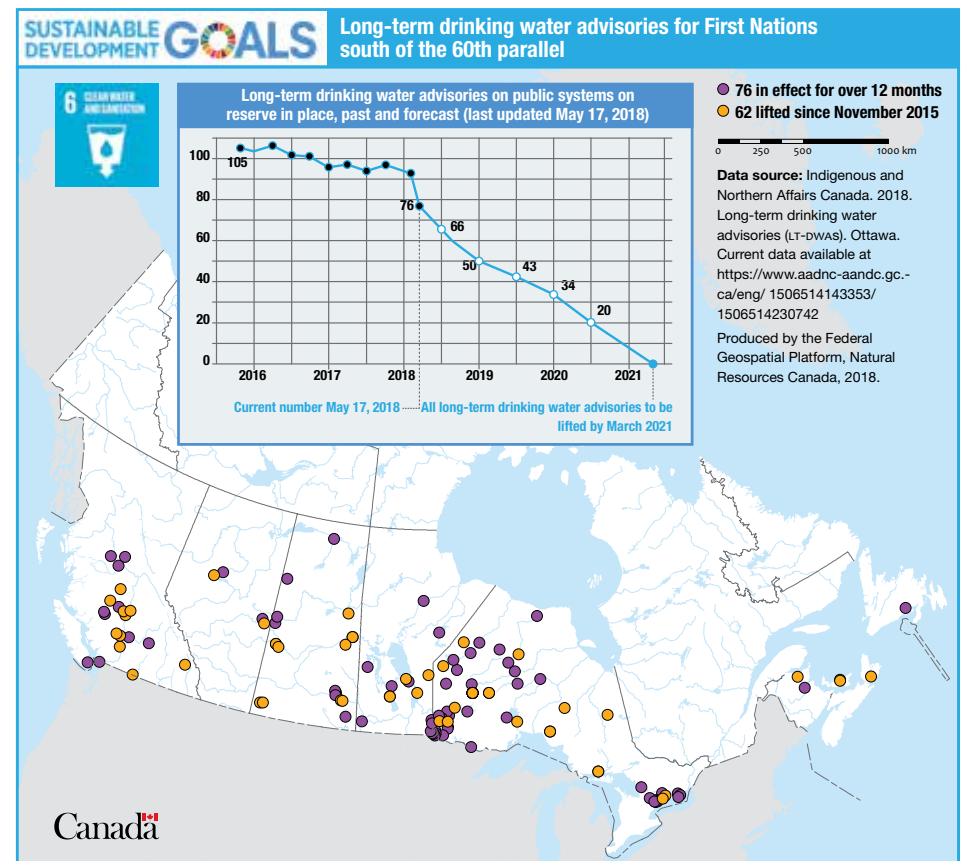 SUSTAINABLE
DEVELOPMENT
GOALS
Long-term drinking water advisories for First Nations
south of the 60th parallel
6 CLEAN WATER
AND SANITATION
Long-term drinking water advisories on public systems on
reserve in place, past and forecast (last updated May 17, 2018)
100
80
60
40
20
0
105
76
66
50
43
34
20
2016 2017 2018 2019 2020 2021
Current number May 17, 2018
All long-term drinking water advisories to be
lifted by March 2021
76 in effect for over 12 months
62 lifted since November 2015
0 250 500 1000 km
Data source: Indigenous and
Northern Affairs Canada. 2018.
Long-term drinking water
advisories (LT-DWAS). Ottawa.
Current data available at
https://www.aadnc-aandc.gc.-
ca/eng/ 1506514143353/
1506514230742
Produced by the Federal
Geospatial Platform, Natural
Resources Canada, 2018.
Canada